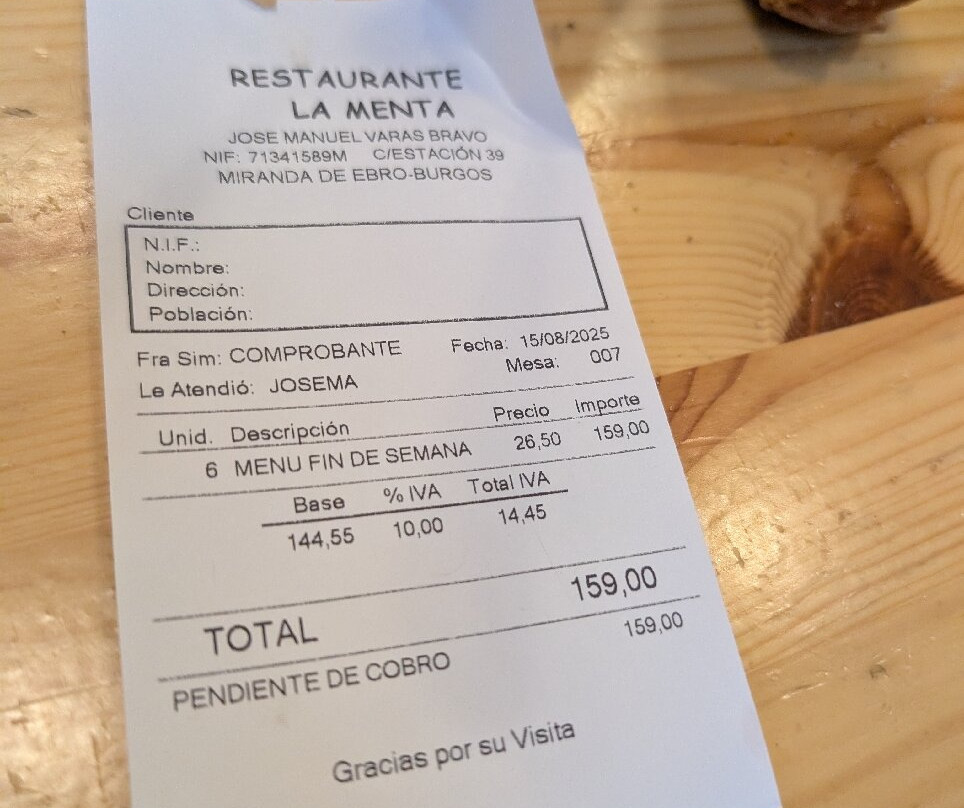 RESTAURANTE
LA MENTA
JOSE MANUEL VARAS BRAVO
NIF: 71341589M C/ESTACIÓN 39
MIRANDA DE EBRO-BURGOS
Cliente
N.I.F.:
Nombre:
Dirección:
Población:
Fra Sim: COMPROBANTE Fecha: 15/08/2025
Le Atendió: JOSEMA Mesa: 007
Unid. Descripción Precio Importe
6 MENU FIN DE SEMANA 26,50 159,00
Base % IVA Total IVA
144,55 10,00 14,45
TOTAL 159,00
PENDIENTE DE COBRO 159,00
Gracias por su Visita